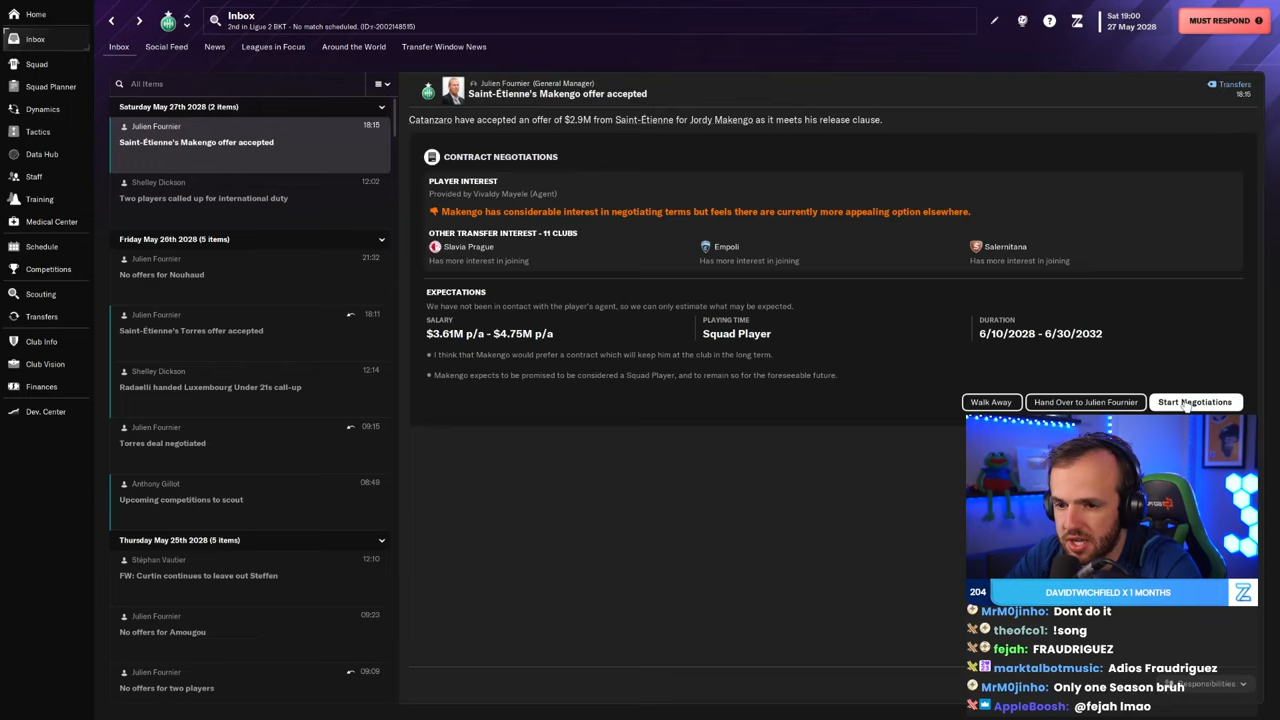 Home
Inbox
Squad
Squad Planner
Dynamics
Tactics
Data Hub
Staff
Training
Medical Center
Schedule
Competitions
Scouting
Transfers
Club Info
Club Vision
Finances
Dev. Center
Inbox
2nd in Ligue 2 BKT - No match scheduled. (ID:r-2002148515)
Sat 19:00
27 May 2028
MUST RESPOND
Inbox
Social Feed
News
Leagues in Focus
Around the World
Transfer Window News
All Items
Saturday May 27th 2028 (2 items)
Julien Fournier 18:15
Saint-Étienne's Makengo offer accepted
Shelley Dickson 12:02
Two players called up for international duty
Friday May 26th 2028 (5 items)
Julien Fournier 21:32
No offers for Nouhaud
Julien Fournier 18:11
Saint-Étienne's Torres offer accepted
Shelley Dickson 12:14
Radaelli handed Luxembourg Under 21s call-up
Julien Fournier 09:15
Torres deal negotiated
Anthony Gillot 08:49
Upcoming competitions to scout
Thursday May 25th 2028 (5 items)
Stéphan Vautier 12:10
FW: Curtin continues to leave out Steffen
Julien Fournier 09:23
No offers for Amougou
Julien Fournier 09:09
No offers for two players
Julien Fournier (General Manager)
Saint-Étienne's Makengo offer accepted
Transfers
18:15
Catanzaro have accepted an offer of $2.9M from Saint-Étienne for Jordy Makengo as it meets his release clause.
CONTRACT NEGOTIATIONS
PLAYER INTEREST
Provided by Vivaldy Mayele (Agent)
Makengo has considerable interest in negotiating terms but feels there are currently more appealing option elsewhere.
OTHER TRANSFER INTEREST - 11 CLUBS
Slavia Prague
Has more interest in joining
Empoli
Has more interest in joining
Salernitana
Has more interest in joining
EXPECTATIONS
We have not been in contact with the player's agent, so we can only estimate what may be expected.
SALARY
$3.61M p/a - $4.75M p/a
PLAYING TIME
Squad Player
DURATION
6/10/2028 - 6/30/2032
I think that Makengo would prefer a contract which will keep him at the club in the long term.
Makengo expects to be promised to be considered a Squad Player, and to remain so for the foreseeable future.
Walk Away
Hand Over to Julien Fournier
Start Negotiations
204
DAVIDTWICHFIELD X 1 MONTHS
MrM0jinho: Dont do it
theofco1: !song
fejah: FRAUDRIGUEZ
marktalbotmusic: Adios Fraudriguez
MrM0jinho: Only one Season bruh
Responsibilities
AppleBoosh: @fejah lmao